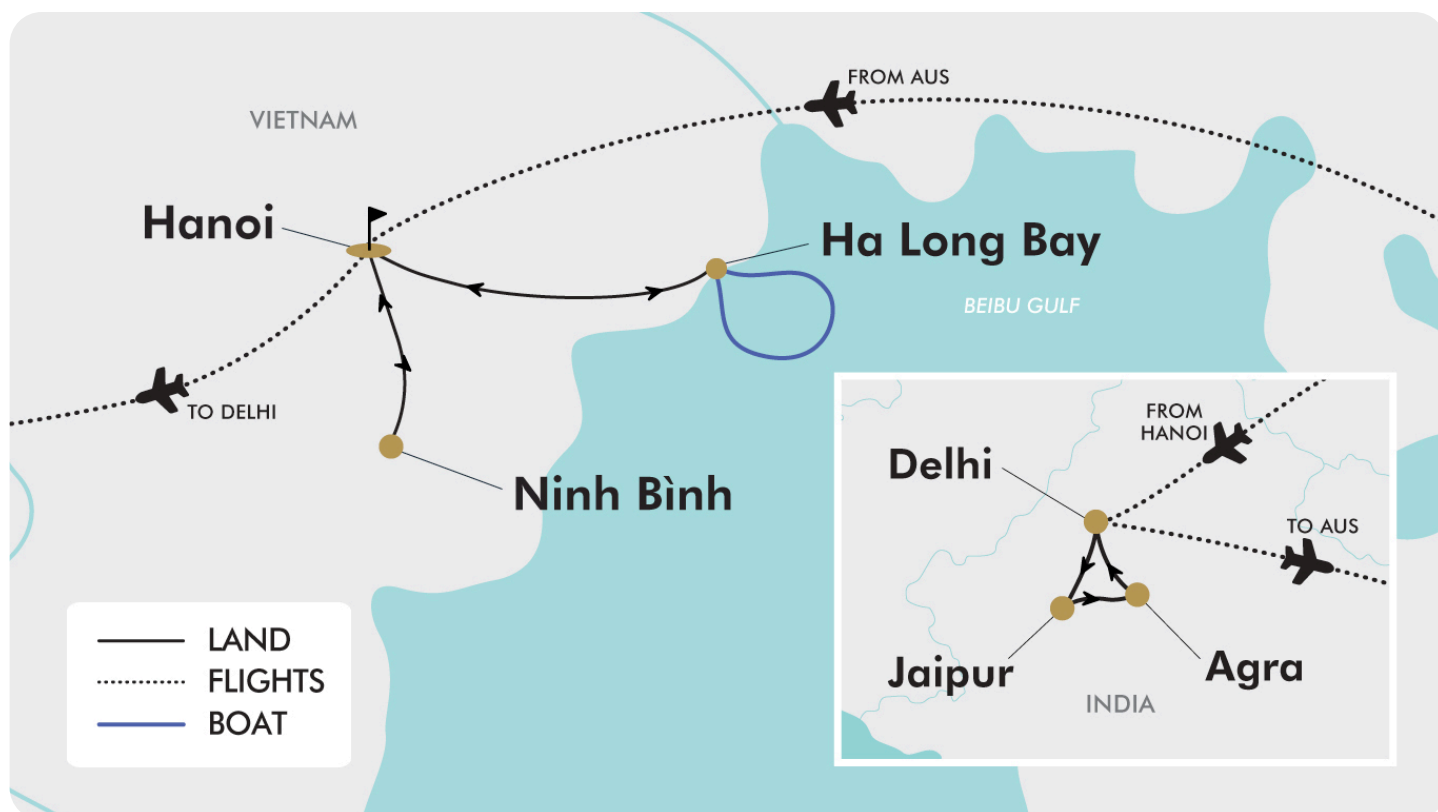 FROM AUS
VIETNAM
Hanoi
Ha Long Bay
BEIBU GULF
TO DELHI
Ninh Bình
LAND
FLIGHTS
BOAT
FROM
HANOI
Delhi
TO AUS
Jaipur
Agra
INDIA